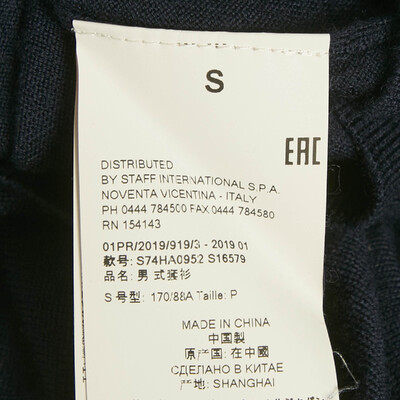 S
EAC
DISTRIBUTED
BY STAFF INTERNATIONAL S.P.A.
NOVENTA VICENTINA - ITALY
PH 0444 784500 FAX 0444 784580
RN 154143
01PR/2019/919/3 - 2019 01
款号: S74HA0952 S16579
品名: 男 式 衫
S 号型: 170/88A Taille: P
MADE IN CHINA
中国製
原产国: 在中國
СДЕЛАНО В КИТАЕ
产地: SHANGHAI